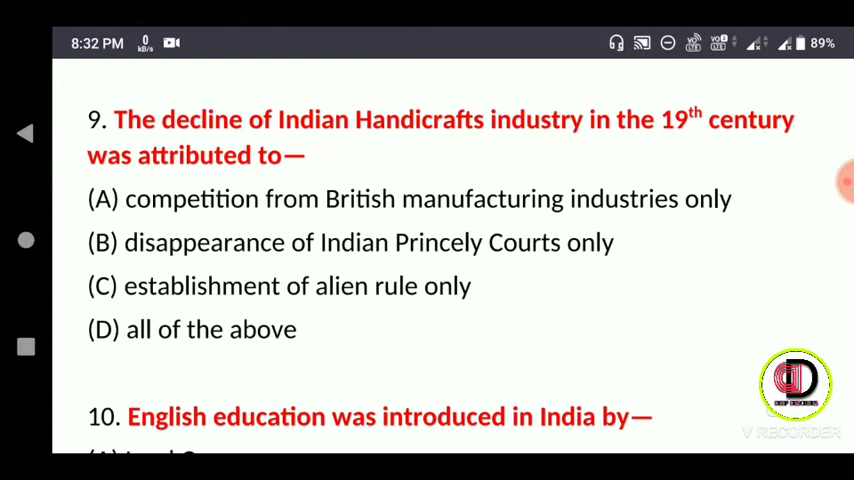 8:32 PM 0 kB/s 89%
9. The decline of Indian Handicrafts industry in the 19th century
was attributed to—
(A) competition from British manufacturing industries only
(B) disappearance of Indian Princely Courts only
(C) establishment of alien rule only
(D) all of the above
10. English education was introduced in India by—
V RECORDER